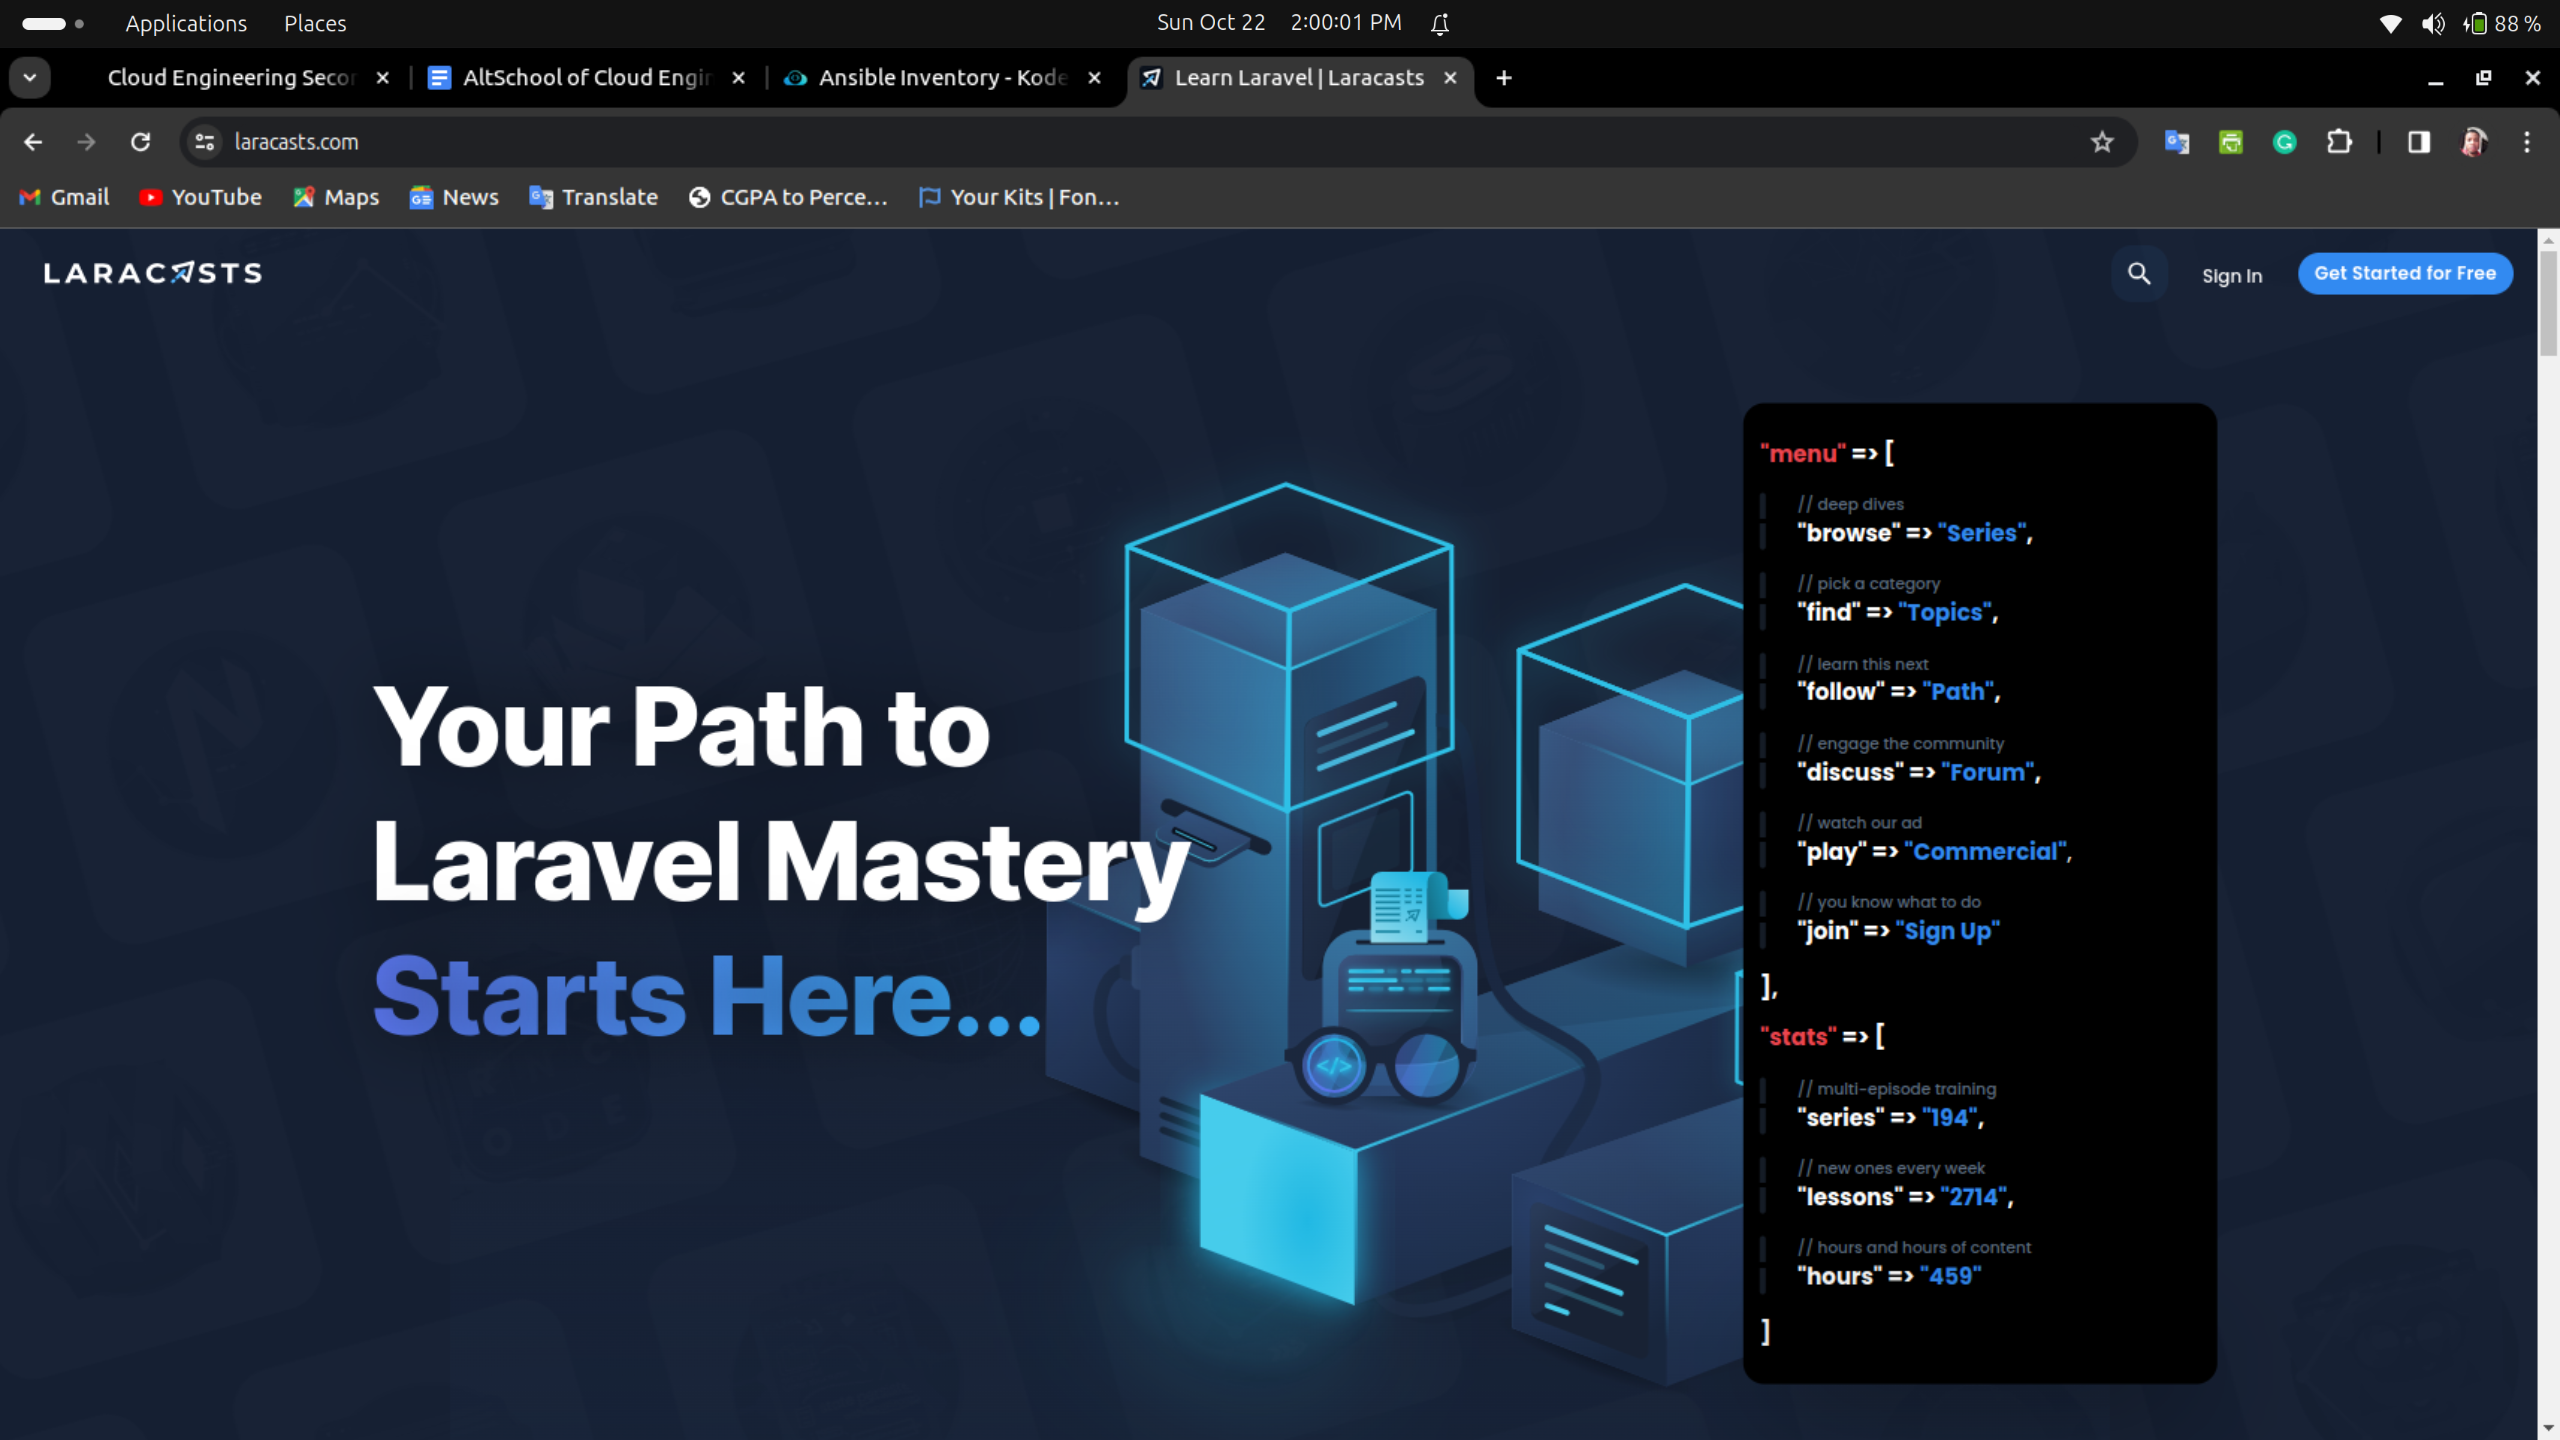 Applications Places Sun Oct 22 2:00:01 PM 88 %
Cloud Engineering Secon AltSchool of Cloud Engin Ansible Inventory - Kode Learn Laravel | Laracasts
laracasts.com
Gmail YouTube Maps News Translate CGPA to Perce... Your Kits | Fon...
LARACASTS Sign In Get Started for Free
Your Path to
Laravel Mastery
Starts Here...
</>
"menu" => [
// deep dives
"browse" => "Series",
// pick a category
"find" => "Topics",
// learn this next
"follow" => "Path",
// engage the community
"discuss" => "Forum",
// watch our ad
"play" => "Commercial",
// you know what to do
"join" => "Sign Up"
],
"stats" => [
// multi-episode training
"series" => "194",
// new ones every week
"lessons" => "2714",
// hours and hours of content
"hours" => "459"
]